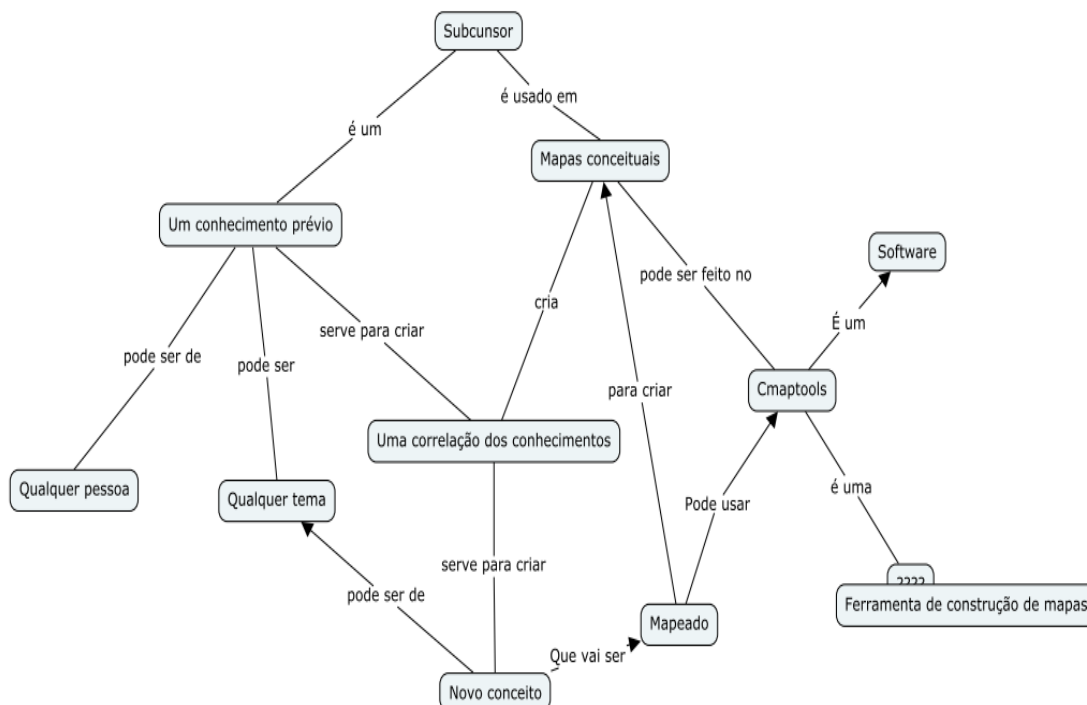 Subcunsor
é usado em
é um
Mapas conceituais
Um conhecimento prévio
Software
pode ser feito no
cria
É um
serve para criar
pode ser de
pode ser
para criar
Cmaptools
Uma correlação dos conhecimentos
Qualquer pessoa
Qualquer tema
é uma
Pode usar
serve para criar
pode ser de
Ferramenta de construção de mapas
Mapeado
Que vai ser
Novo conceito